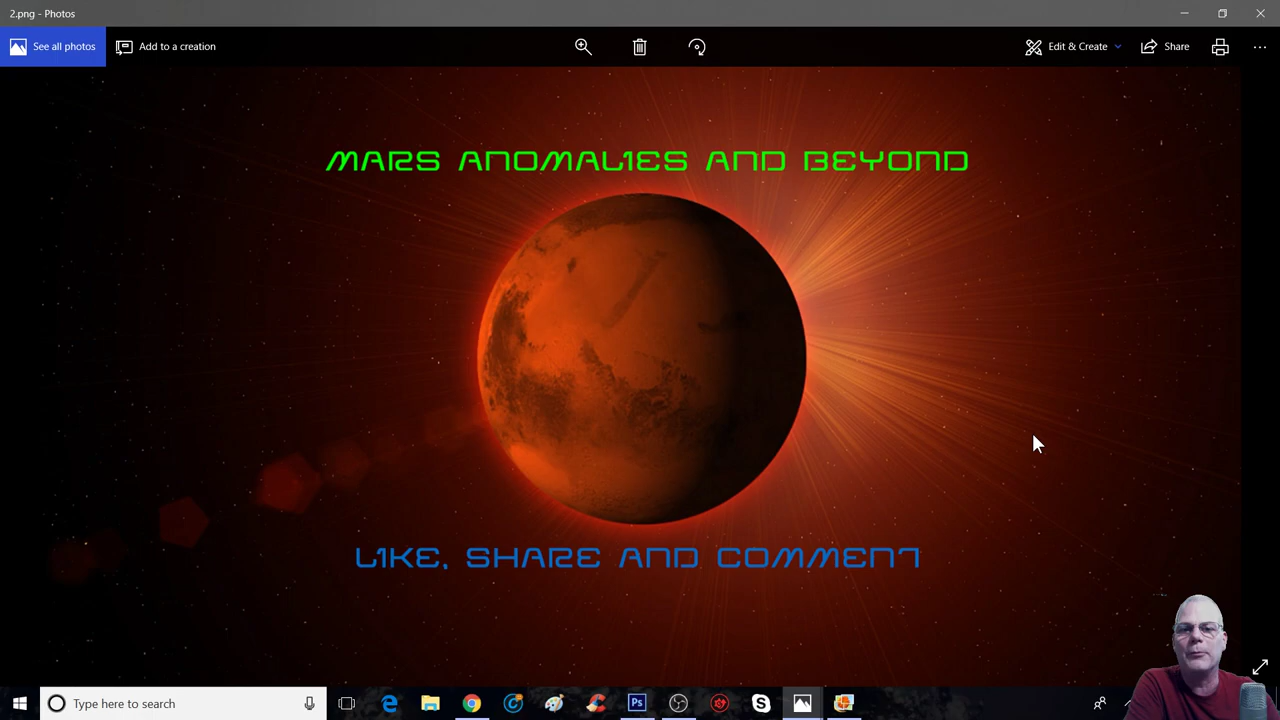 2.png - Photos
See all photos
Add to a creation
Edit & Create
Share
MARS ANOMALIES AND BEYOND
LIKE, SHARE AND COMMENT
Type here to search
Ps